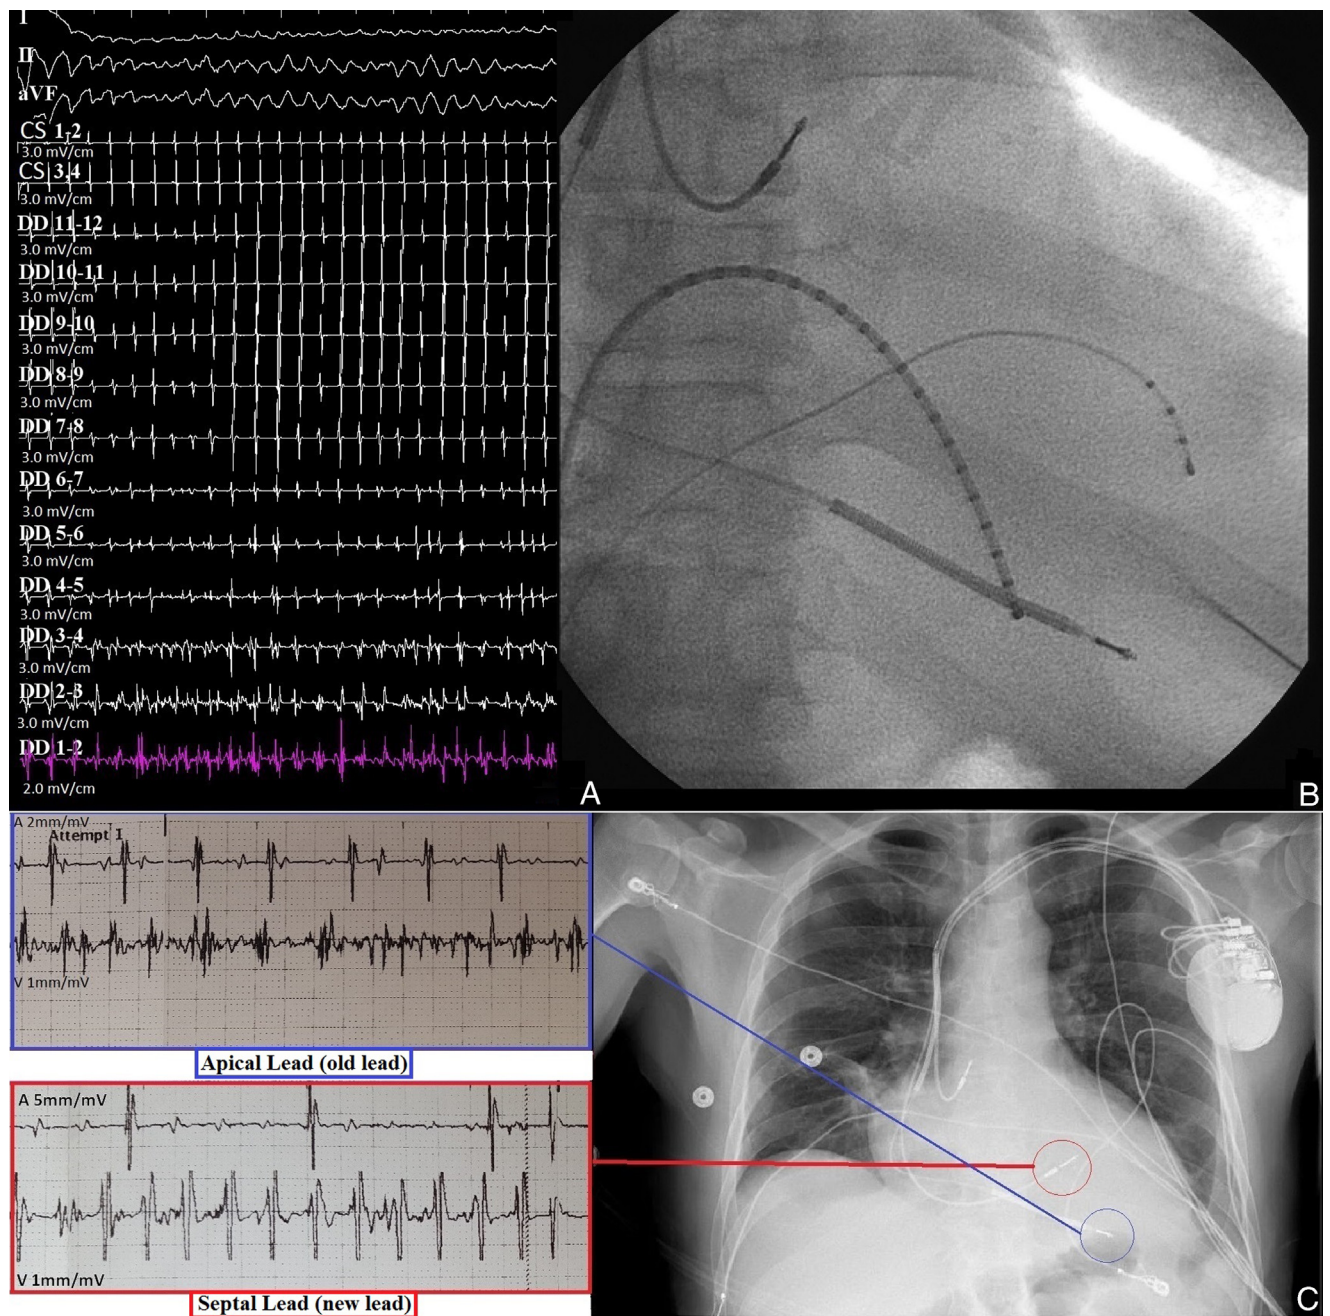 I
II
aVF
CS 1-2
3.0 mV/cm
CS 3,4
3.0 mV/cm
DD 11-12
3.0 mV/cm
DD 10-11
3.0 mV/cm
DD 9-10
3.0 mV/cm
DD 8-9
3.0 mV/cm
DD 7-8
3.0 mV/cm
DD 6-7
3.0 mV/cm
DD 5-6
3.0 mV/cm
DD 4-5
3.0 mV/cm
DD 3-4
3.0 mV/cm
DD 2-3
3.0 mV/cm
DD 1-2
2.0 mV/cm
A
B
A 2mm/mV
Attempt 1
V 1mm/mV
Apical Lead (old lead)
A 5mm/mV
V 1mm/mV
Septal Lead (new lead)
C